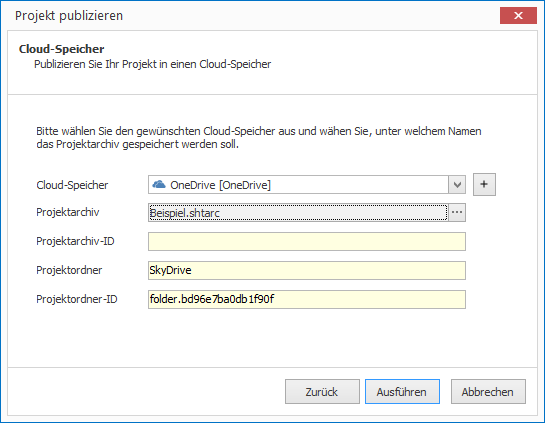 Projekt publizieren
Cloud-Speicher
Publizieren Sie Ihr Projekt in einen Cloud-Speicher
Bitte wählen Sie den gewünschten Cloud-Speicher aus und wähen Sie, unter welchem Namen
das Projektarchiv gespeichert werden soll.
Cloud-Speicher OneDrive [OneDrive] +
Projektarchiv Beispiel.shtarc ...
Projektarchiv-ID
Projektordner SkyDrive
Projektordner-ID folder.bd96e7ba0db1f90f
Zurück Ausführen Abbrechen